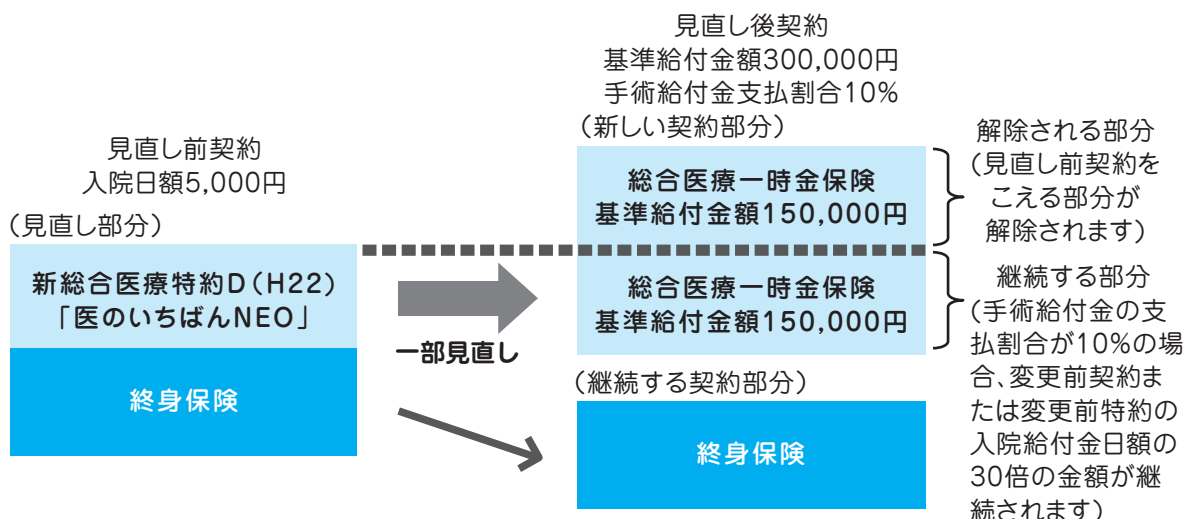 見直し前契約
入院日額5,000円
（見直し部分）
新総合医療特約D（H22）
「医のいちばんNEO」
終身保険
一部見直し
見直し後契約
基準給付金額300,000円
手術給付金支払割合10%
（新しい契約部分）
総合医療一時金保険
基準給付金額150,000円
総合医療一時金保険
基準給付金額150,000円
（継続する契約部分）
終身保険
解除される部分
（見直し前契約を
こえる部分が
解除されます）
継続する部分
（手術給付金の支
払割合が10%の場
合、変更前契約ま
たは変更前特約の
入院給付金日額の
30倍の金額が継
続されます）